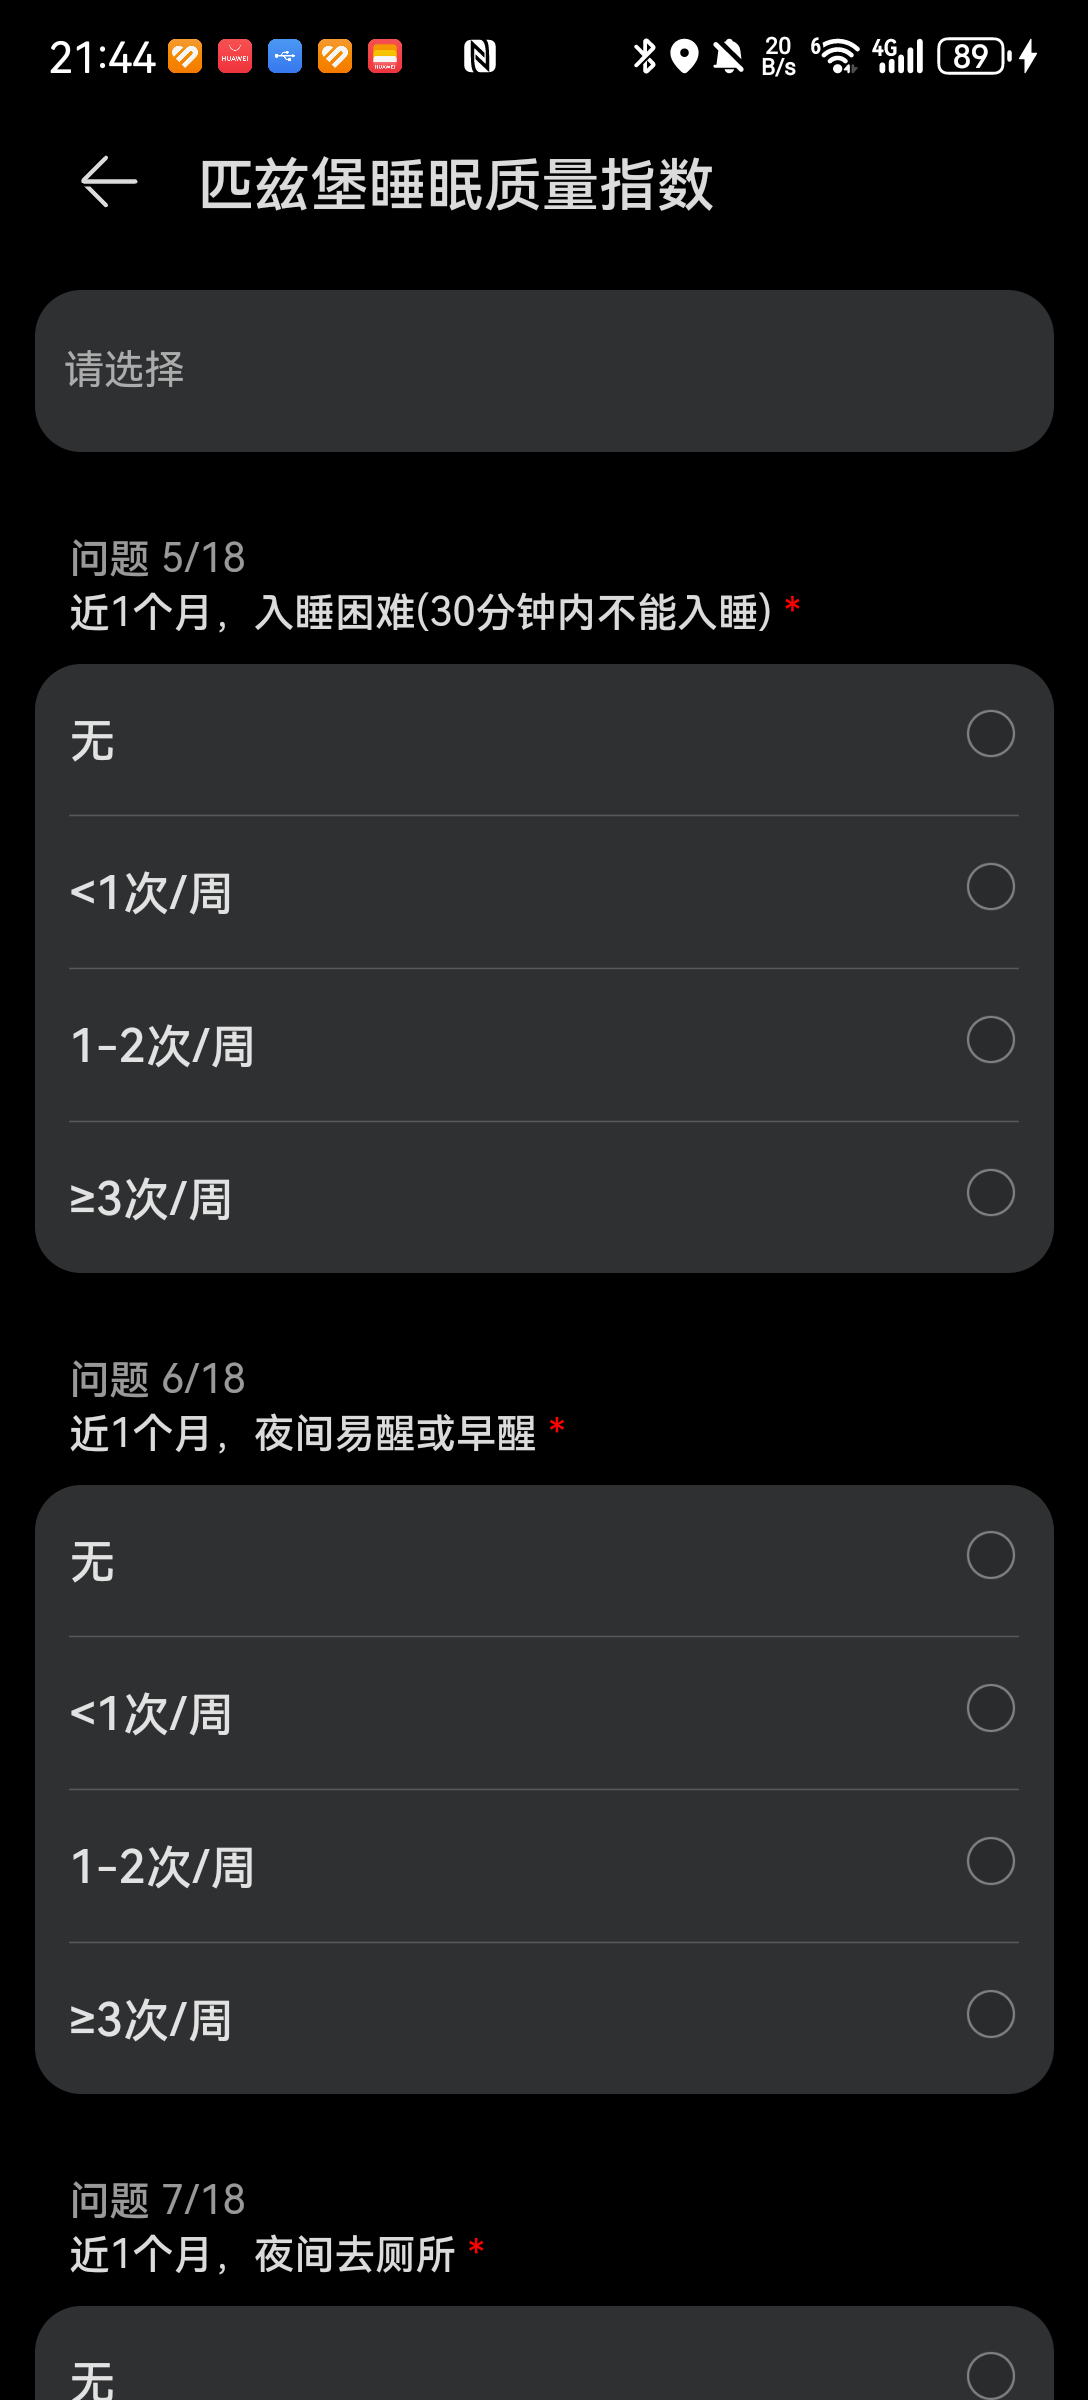 21:44
20 B/s
6
4G
89
匹兹堡睡眠质量指数
请选择
问题 5/18
近1个月，入睡困难(30分钟内不能入睡) *
无
<1次/周
1-2次/周
≥3次/周
问题 6/18
近1个月，夜间易醒或早醒 *
无
<1次/周
1-2次/周
≥3次/周
问题 7/18
近1个月，夜间去厕所 *
无